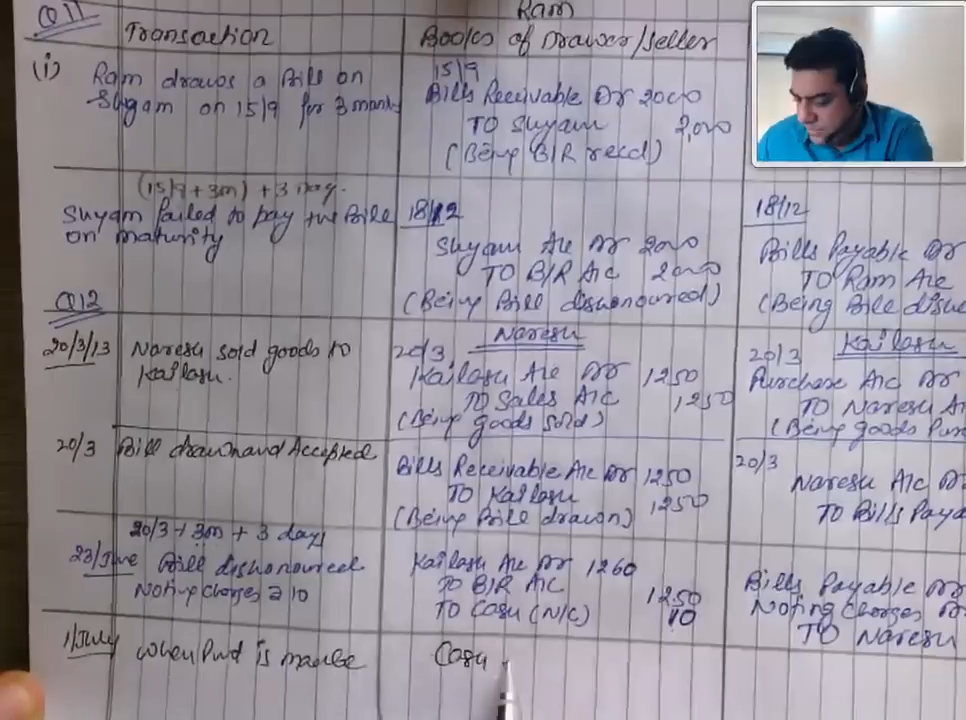 Q11
Transaction
Ram
Books of Drawer/seller
(i) Ram draws a Bill on
Suyam on 15/9 for 3 months
15/9
Bills Receivable Dr 2000
To Suyam 2,000
(Being B/R recd)
(15/9 + 3m) + 3 Day.
Suyam failed to pay the Bill
on maturity
18/12
Suyam A/c Dr 2000
To B/R A/c 2000
(Being Bill dishonoured)
18/12
Bills Payable Dr
To Ram A/c
(Being Bill dis
Q12
20/3/13 Naresh sold goods to
Kailash.
Naresh
20/3
Kailash A/c Dr 1250
To Sales A/c 1250
(Being goods sold)
Kailash
20/3
Purchase A/c Dr
To Naresh A
(Being goods Pur
20/3 Bill drawn and Accepted
Bills Receivable A/c Dr 1250
To Kailash 1250
(Being Bill drawn)
20/3
Naresh A/c D
To Bills Paya
20/3 + 3m + 3 days
23/June Bill dishonoured
Noting Charges = 10
Kailash A/c Dr 1260
To B/R A/c 1250
To Cash (N/C) 10
Bills Payable Dr
Noting Charges Dr
To Naresh
1/July when Pmt is made
Cash